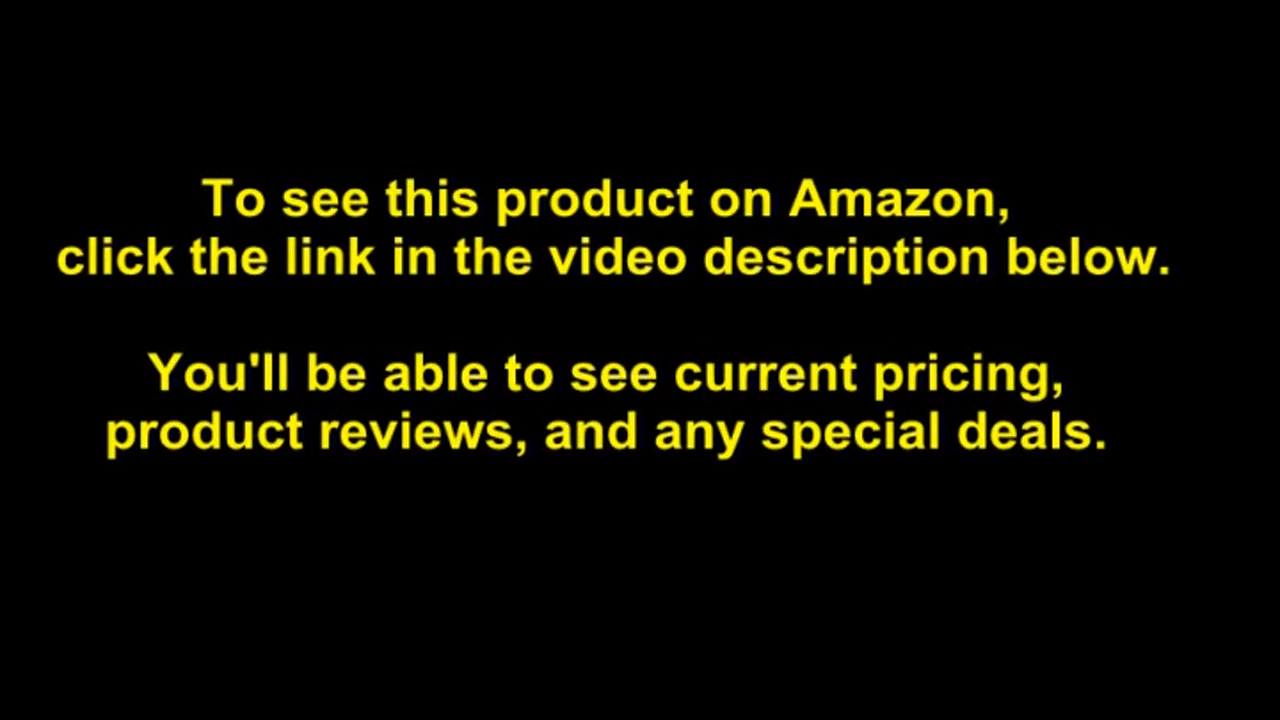 To see this product on Amazon,
click the link in the video description below.
You'll be able to see current pricing,
product reviews, and any special deals.